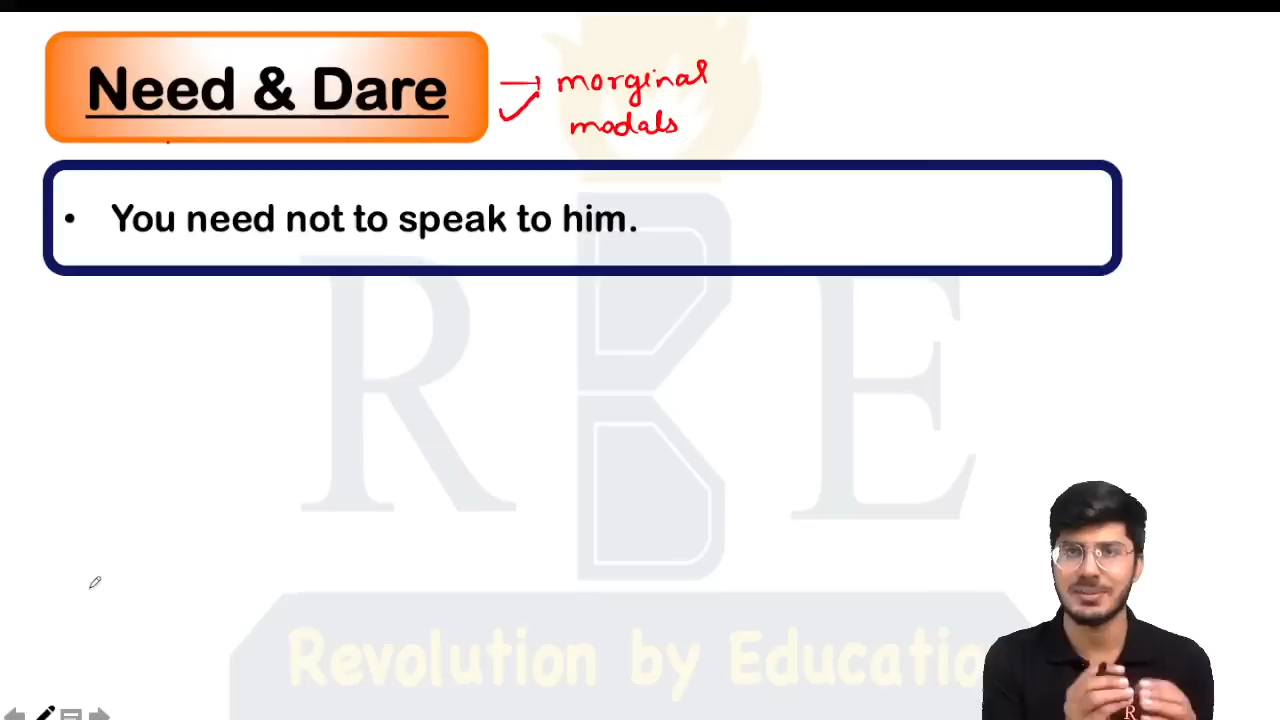 Need & Dare
morginal
modals
• You need not to speak to him.
R B E
Revolution by Educatio
R